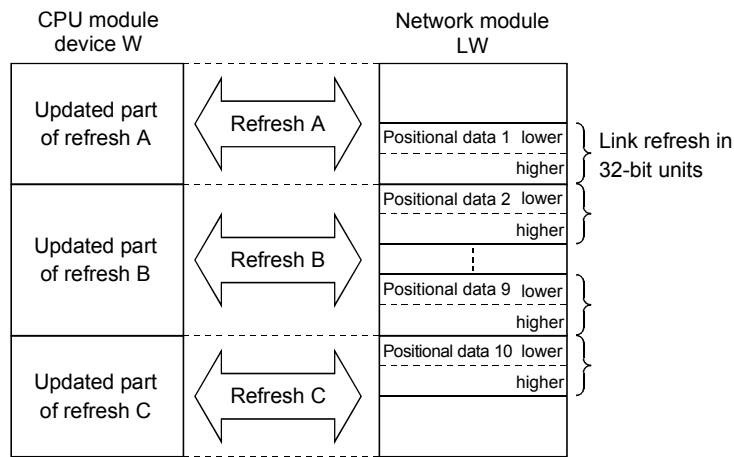 CPU module
device W
Network module
LW
Updated part
of refresh A
Refresh A
Positional data 1 lower
higher
Link refresh in
32-bit units
Positional data 2 lower
higher
Updated part
of refresh B
Refresh B
Positional data 9 lower
higher
Positional data 10 lower
higher
Updated part
of refresh C
Refresh C